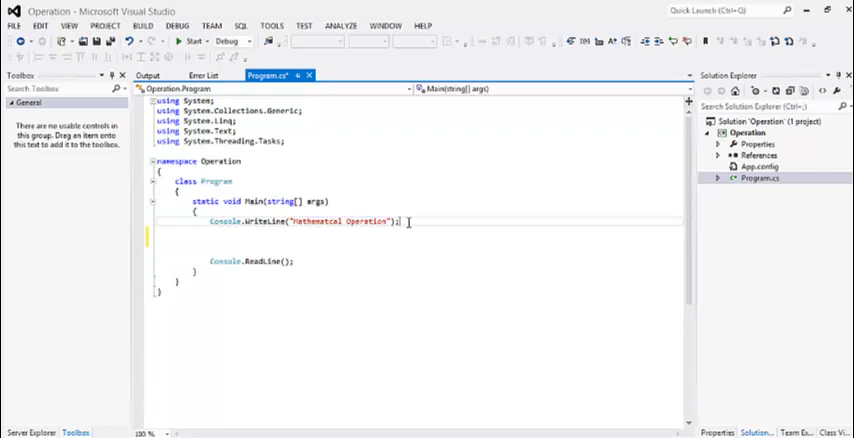 Operation - Microsoft Visual Studio
Quick Launch (Ctrl+Q)
FILE EDIT VIEW PROJECT BUILD DEBUG TEAM SQL TOOLS TEST ANALYZE WINDOW HELP
Start Debug
Toolbox
Search Toolbox
General
There are no usable controls in
this group. Drag an item onto
this text to add it to the toolbox.
Server Explorer Toolbox
Output Error List Program.cs*
Operation.Program Main(string[] args)
using System;
using System.Collections.Generic;
using System.Linq;
using System.Text;
using System.Threading.Tasks;
namespace Operation
{
class Program
{
static void Main(string[] args)
{
Console.WriteLine("Mathematcal Operation");
Console.ReadLine();
}
}
}
100 %
Solution Explorer
Search Solution Explorer (Ctrl+;)
Solution 'Operation' (1 project)
Operation
Properties
References
App.config
Program.cs
Properties Solution... Team Ex... Class Vi...